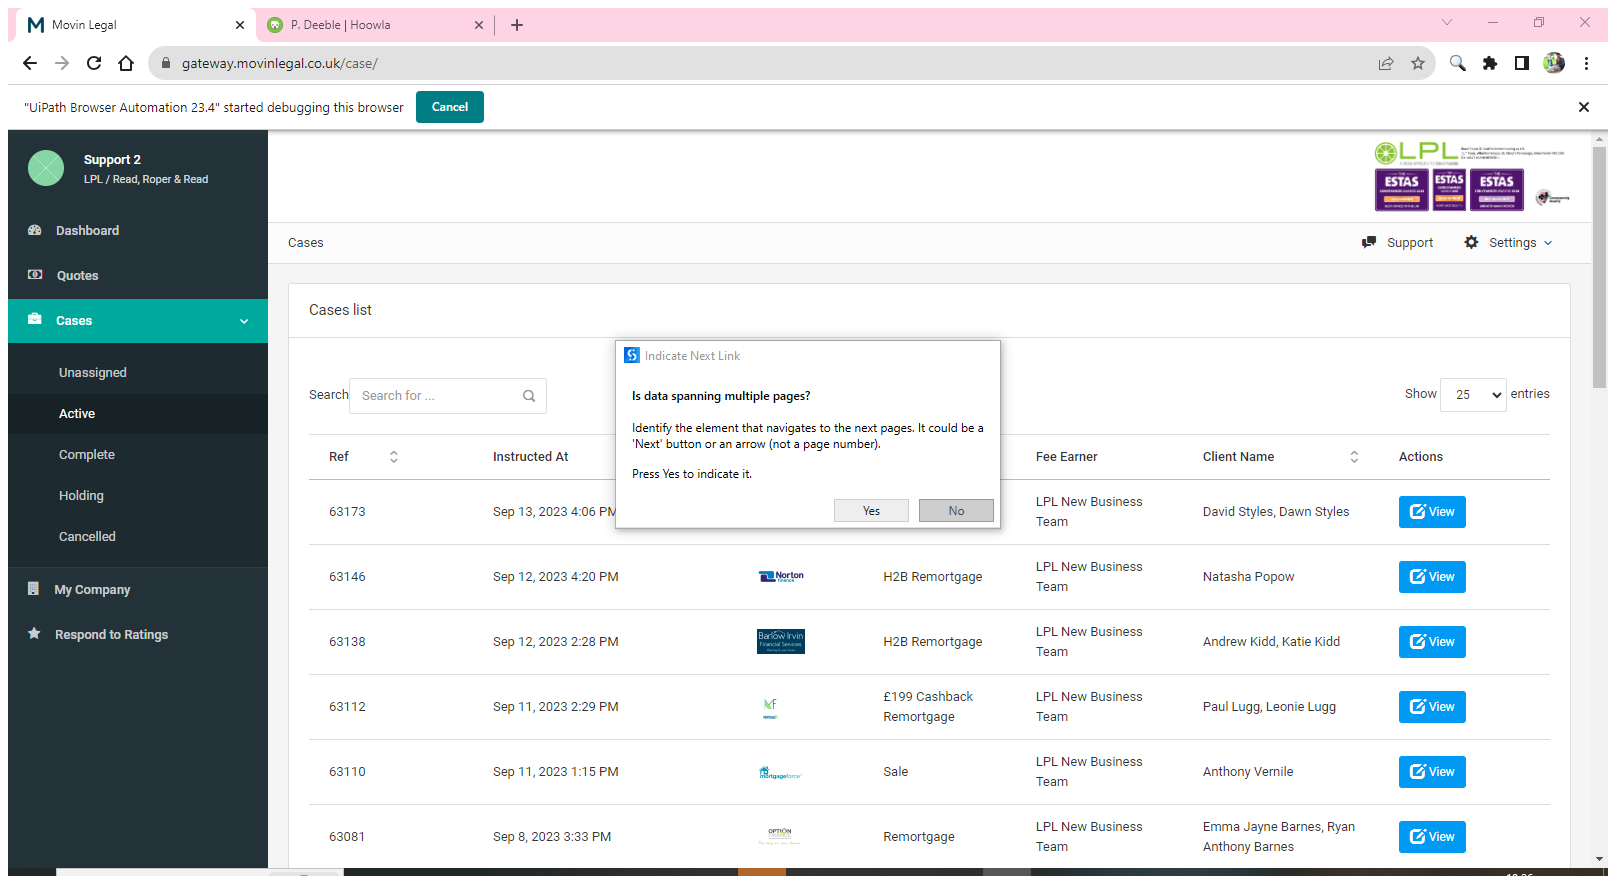 Movin Legal
P. Deeble | Hoowla
gateway.movinlegal.co.uk/case/
"UiPath Browser Automation 23.4" started debugging this browser
Cancel
Support 2
LPL / Read, Roper & Read
LPL
ESTAS
ESTAS
ESTAS
Dashboard
Quotes
Cases
Unassigned
Active
Complete
Holding
Cancelled
My Company
Respond to Ratings
Cases
Support
Settings
Cases list
Search
Search for ...
Show 25 entries
Indicate Next Link
Is data spanning multiple pages?
Identify the element that navigates to the next pages. It could be a
'Next' button or an arrow (not a page number).
Press Yes to indicate it.
Yes
No
Ref Instructed At Fee Earner Client Name Actions
63173 Sep 13, 2023 4:06 PM LPL New Business
Team David Styles, Dawn Styles View
63146 Sep 12, 2023 4:20 PM Norton
finance H2B Remortgage LPL New Business
Team Natasha Popow View
63138 Sep 12, 2023 2:28 PM Barlow Irvin
Financial Services H2B Remortgage LPL New Business
Team Andrew Kidd, Katie Kidd View
63112 Sep 11, 2023 2:29 PM £199 Cashback
Remortgage LPL New Business
Team Paul Lugg, Leonie Lugg View
63110 Sep 11, 2023 1:15 PM mortgageforce Sale LPL New Business
Team Anthony Vernile View
63081 Sep 8, 2023 3:33 PM OPTION
FINANCE Remortgage LPL New Business
Team Emma Jayne Barnes, Ryan
Anthony Barnes View